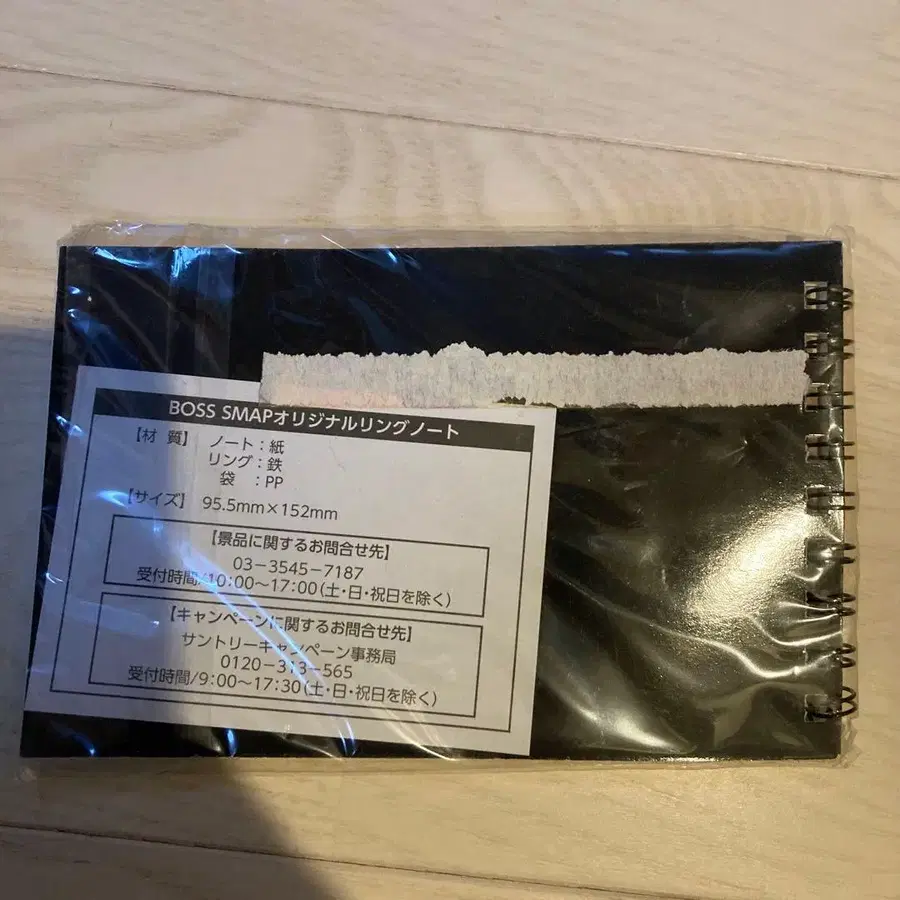 BOSS SMAPオリジナルリングノート
【材 質】 ノート：紙
リング：鉄
袋 ：PP
【サイズ】 95.5mm×152mm
【景品に関するお問合せ先】
03－3545－7187
受付時間/10:00～17:00（土・日・祝日を除く）
【キャンペーンに関するお問合せ先】
サントリーキャンペーン事務局
0120－313－565
受付時間/9:00～17:30（土・日・祝日を除く）